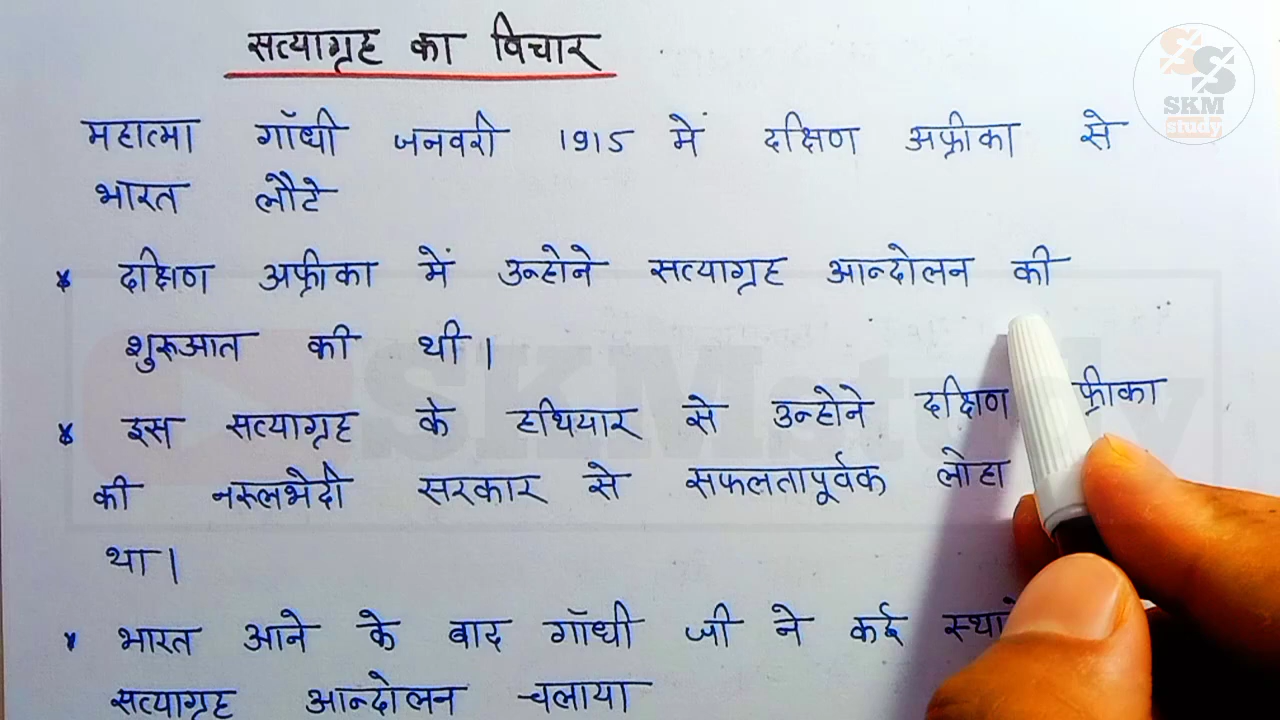 सत्याग्रह का विचार
SKM
study
महात्मा गाँधी जनवरी 1915 में दक्षिण अफ्रीका से
भारत लौटे
* दक्षिण अफ्रीका में उन्होने सत्याग्रह आन्दोलन की
शुरुआत की थी।
* इस सत्याग्रह के हथियार से उन्होने दक्षिण फ्रीका
की नस्लभेदी सरकार से सफलतापूर्वक लोहा
था।
* भारत आने के बाद गाँधी जी ने कई
सत्याग्रह आन्दोलन चलाया
SKMstudy